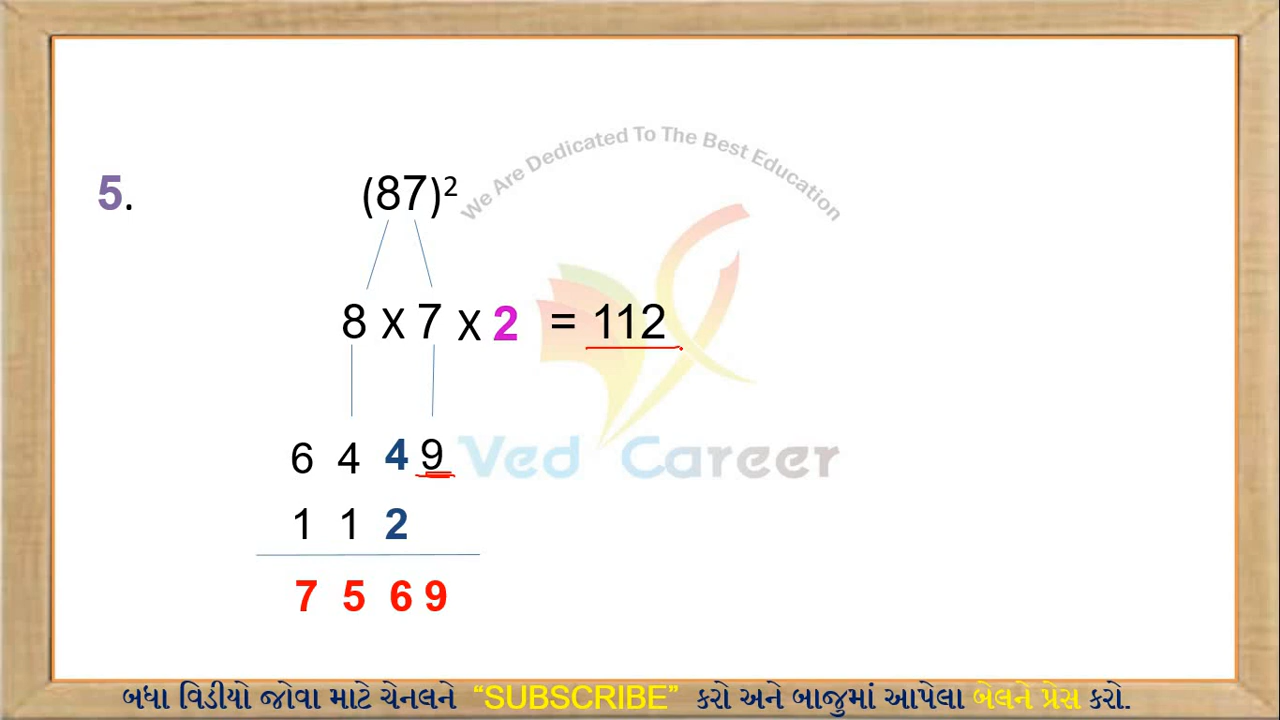 We Are Dedicated To The Best Education
5. (87)²
8 x 7 x 2 = 112
6 4 4 9
Ved Career
1 1 2
7 5 6 9
બધા વિડીયો જોવા માટે ચેનલને “SUBSCRIBE” કરો અને બાજુમાં આપેલા બેલને પ્રેસ કરો.